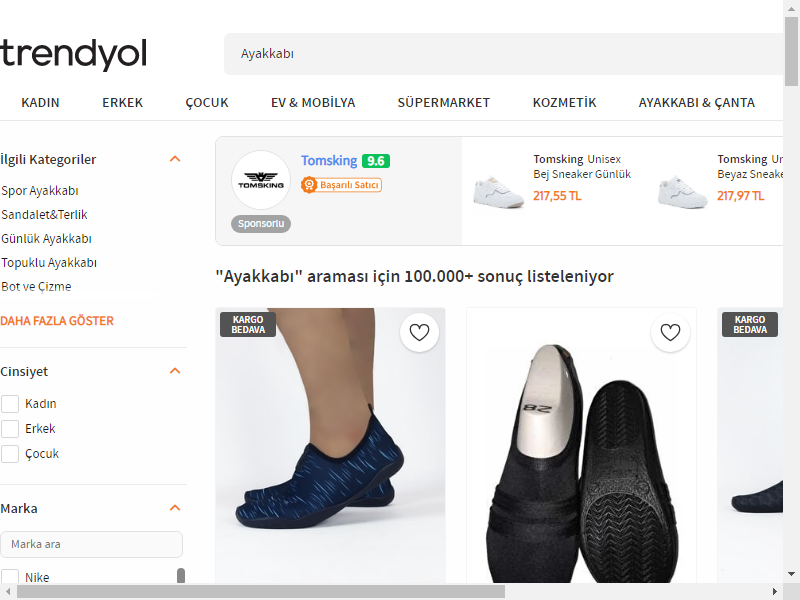 trendyol
Ayakkabı
KADIN
ERKEK
ÇOCUK
EV & MOBİLYA
SÜPERMARKET
KOZMETİK
AYAKKABI & ÇANTA
İlgili Kategoriler
Spor Ayakkabı
Sandalet&Terlik
Günlük Ayakkabı
Topuklu Ayakkabı
Bot ve Çizme
DAHA FAZLA GÖSTER
Cinsiyet
Kadın
Erkek
Çocuk
Marka
Marka ara
Nike
TOMSKING
Tomsking 9.6
Başarılı Satıcı
Sponsorlu
Tomsking Unisex
Bej Sneaker Günlük
217,55 TL
Tomsking Un
Beyaz Sneake
217,97 TL
"Ayakkabı" araması için 100.000+ sonuç listeleniyor
KARGO
BEDAVA
28
KARGO
BEDAVA